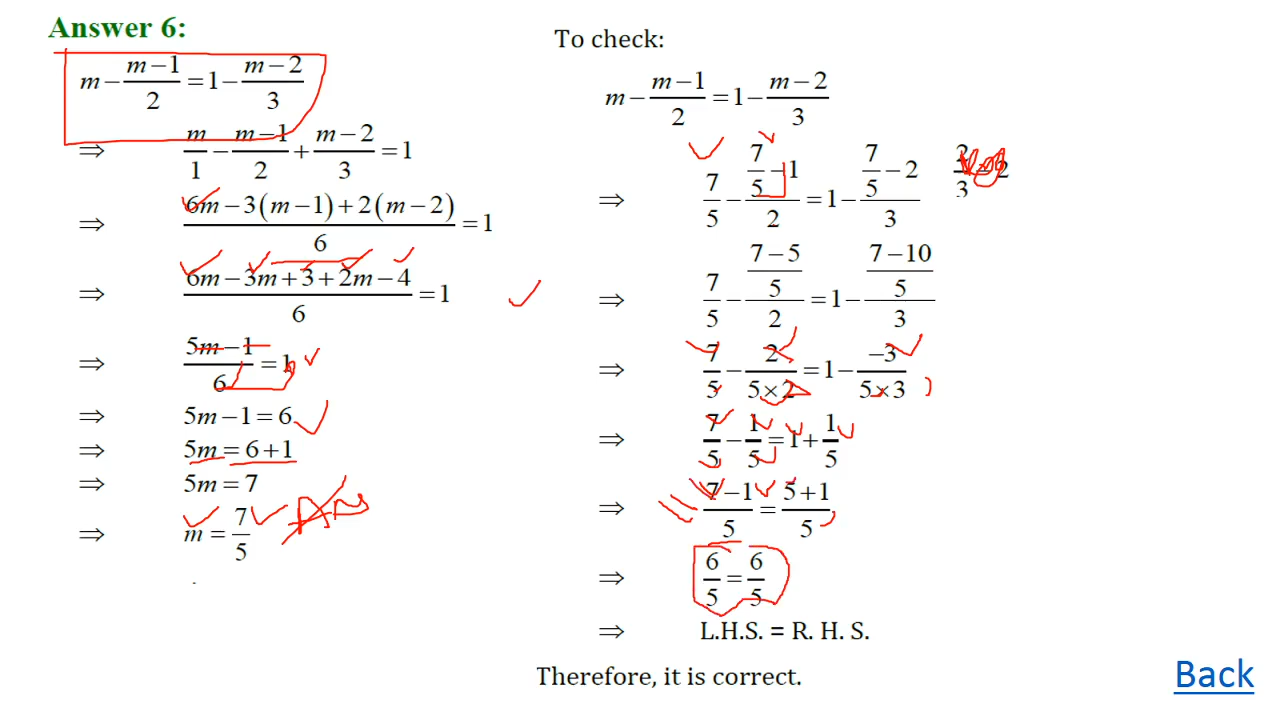 Answer 6:
m − (m−1)/2 = 1 − (m−2)/3
⇒ m/1 − (m−1)/2 + (m−2)/3 = 1
⇒ (6m − 3(m−1) + 2(m−2))/6 = 1
⇒ (6m − 3m + 3 + 2m − 4)/6 = 1
⇒ (5m − 1)/6 = 1
⇒ 5m − 1 = 6
⇒ 5m = 6 + 1
⇒ 5m = 7
⇒ m = 7/5 Ans
To check:
m − (m−1)/2 = 1 − (m−2)/3
⇒ 7/5 − (7/5 − 1)/2 = 1 − (7/5 − 2)/3
⇒ 7/5 − ((7−5)/5)/2 = 1 − ((7−10)/5)/3
⇒ 7/5 − 2/(5×2) = 1 − (−3)/(5×3)
⇒ 7/5 − 1/5 = 1 + 1/5
⇒ (7−1)/5 = (5+1)/5
⇒ 6/5 = 6/5
⇒ L.H.S. = R. H. S.
Therefore, it is correct.
Back